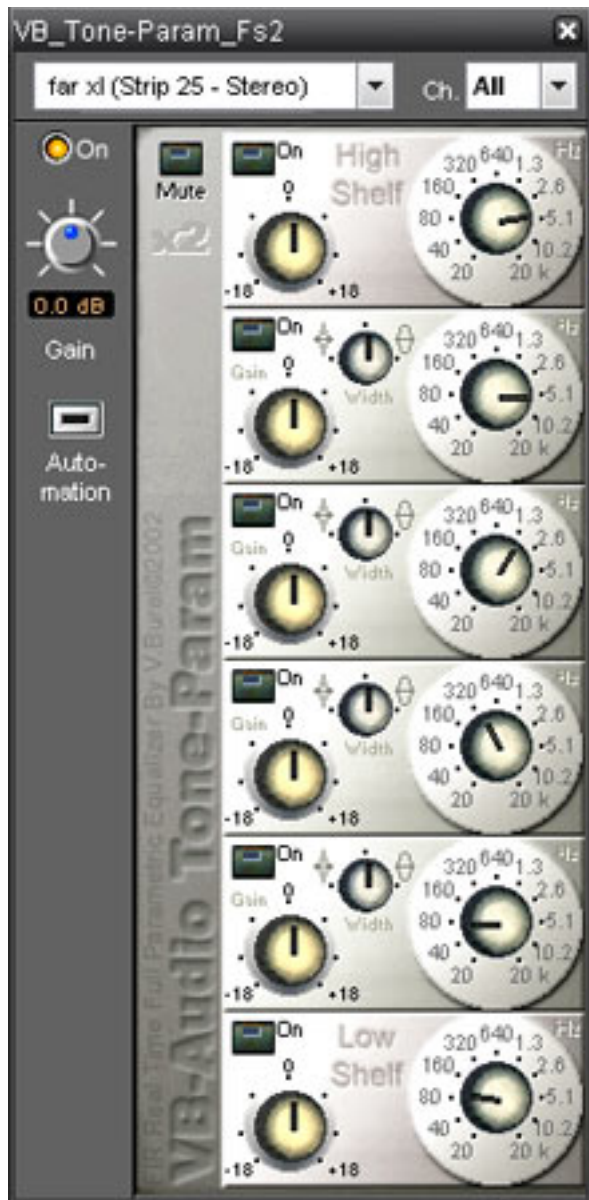 VB_Tone-Param_Fs2
far xl (Strip 25 - Stereo)
Ch. All
On
0.0 dB
Gain
Auto-
mation
Mute
x2
FIR Real Time Full Parametric Equalizer By V.Burel©2002
VB-Audio Tone-Param
On
High
Shelf
0
-18 +18
Hz
20 40 80 160 320 640 1.3 2.6 5.1 10.2 20 k
On
Gain 0
Width
-18 +18
Hz
20 40 80 160 320 640 1.3 2.6 5.1 10.2 20 k
On
Gain 0
Width
-18 +18
Hz
20 40 80 160 320 640 1.3 2.6 5.1 10.2 20 k
On
Gain 0
Width
-18 +18
Hz
20 40 80 160 320 640 1.3 2.6 5.1 10.2 20 k
On
Gain 0
Width
-18 +18
Hz
20 40 80 160 320 640 1.3 2.6 5.1 10.2 20 k
On
Low
Shelf
0
-18 +18
Hz
20 40 80 160 320 640 1.3 2.6 5.1 10.2 20 k